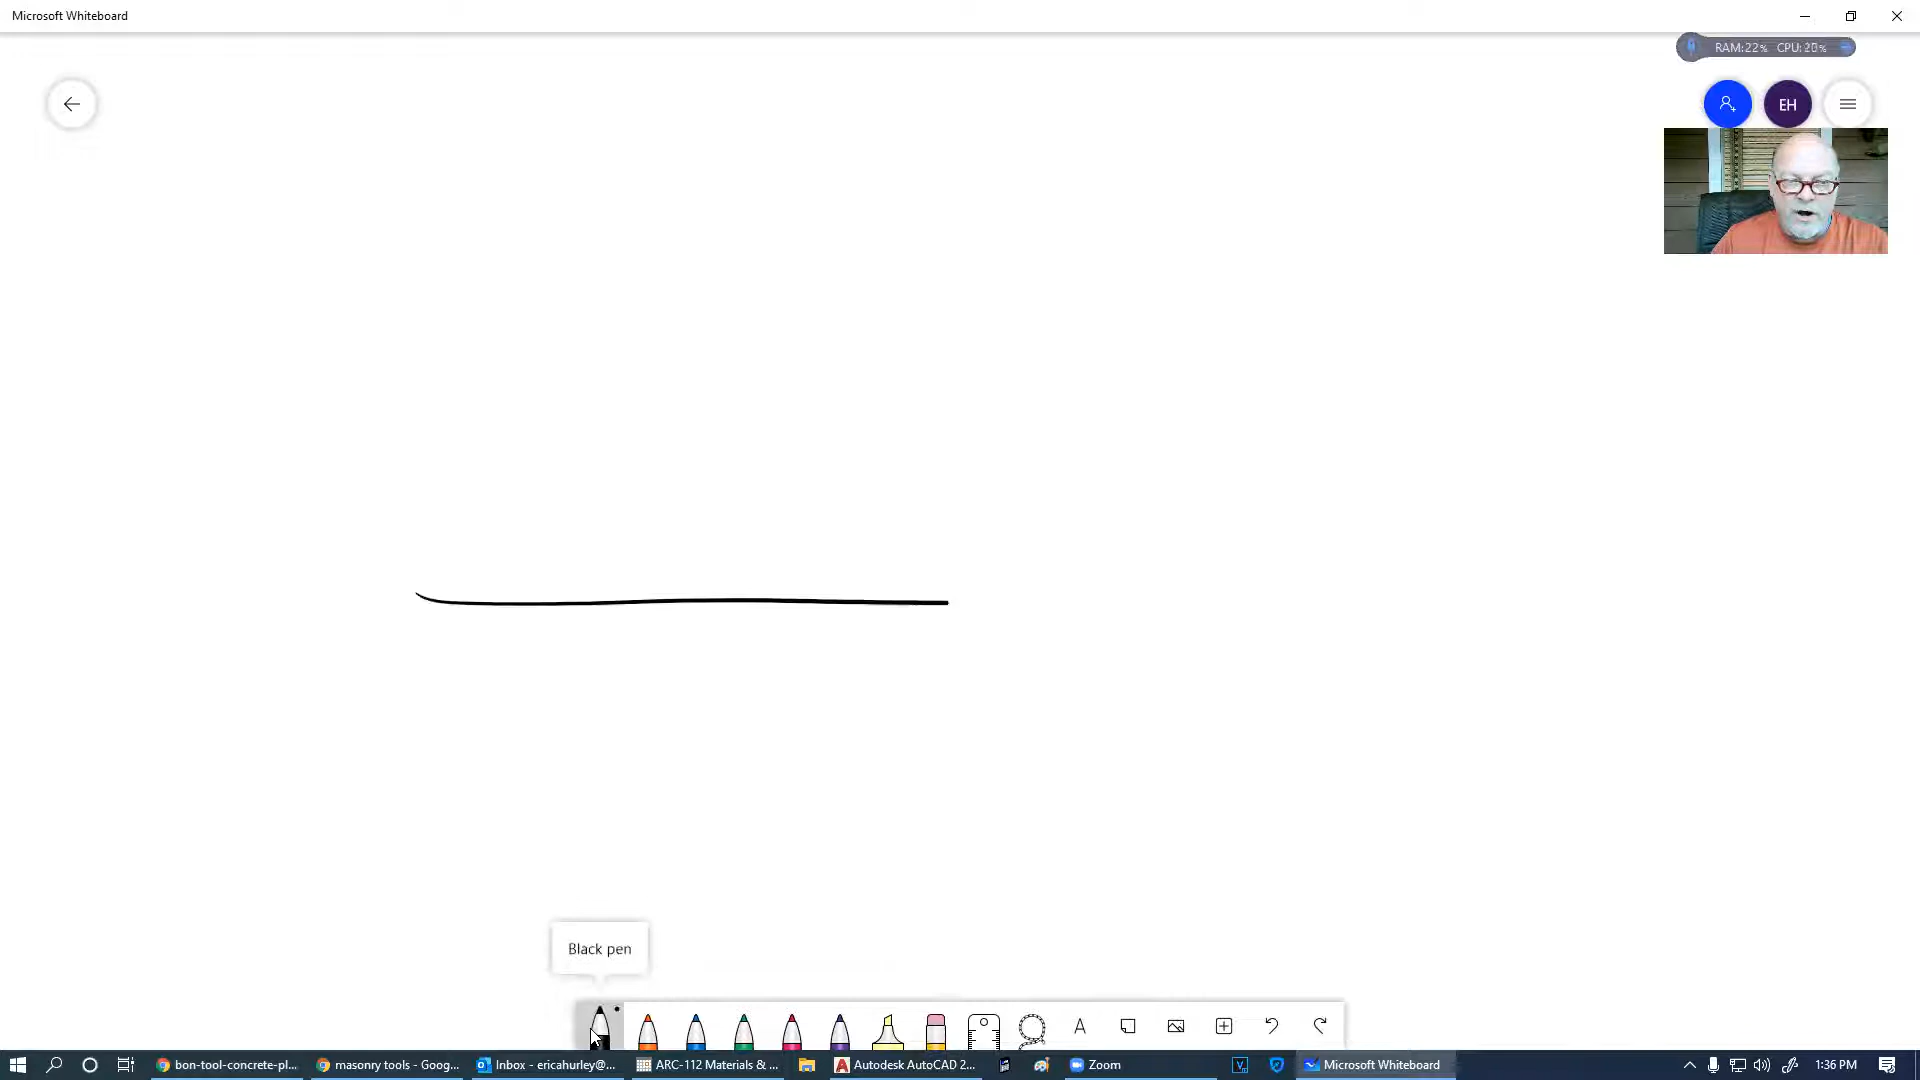 Microsoft Whiteboard
RAM:22% CPU:20%
EH
Black pen
A
bon-tool-concrete-pl...
masonry tools - Goog...
Inbox - ericahurley@...
ARC-112 Materials & ...
Autodesk AutoCAD 2...
Zoom
Microsoft Whiteboard
1:36 PM